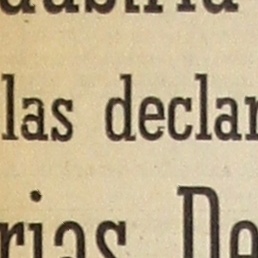 las declar
rias. De